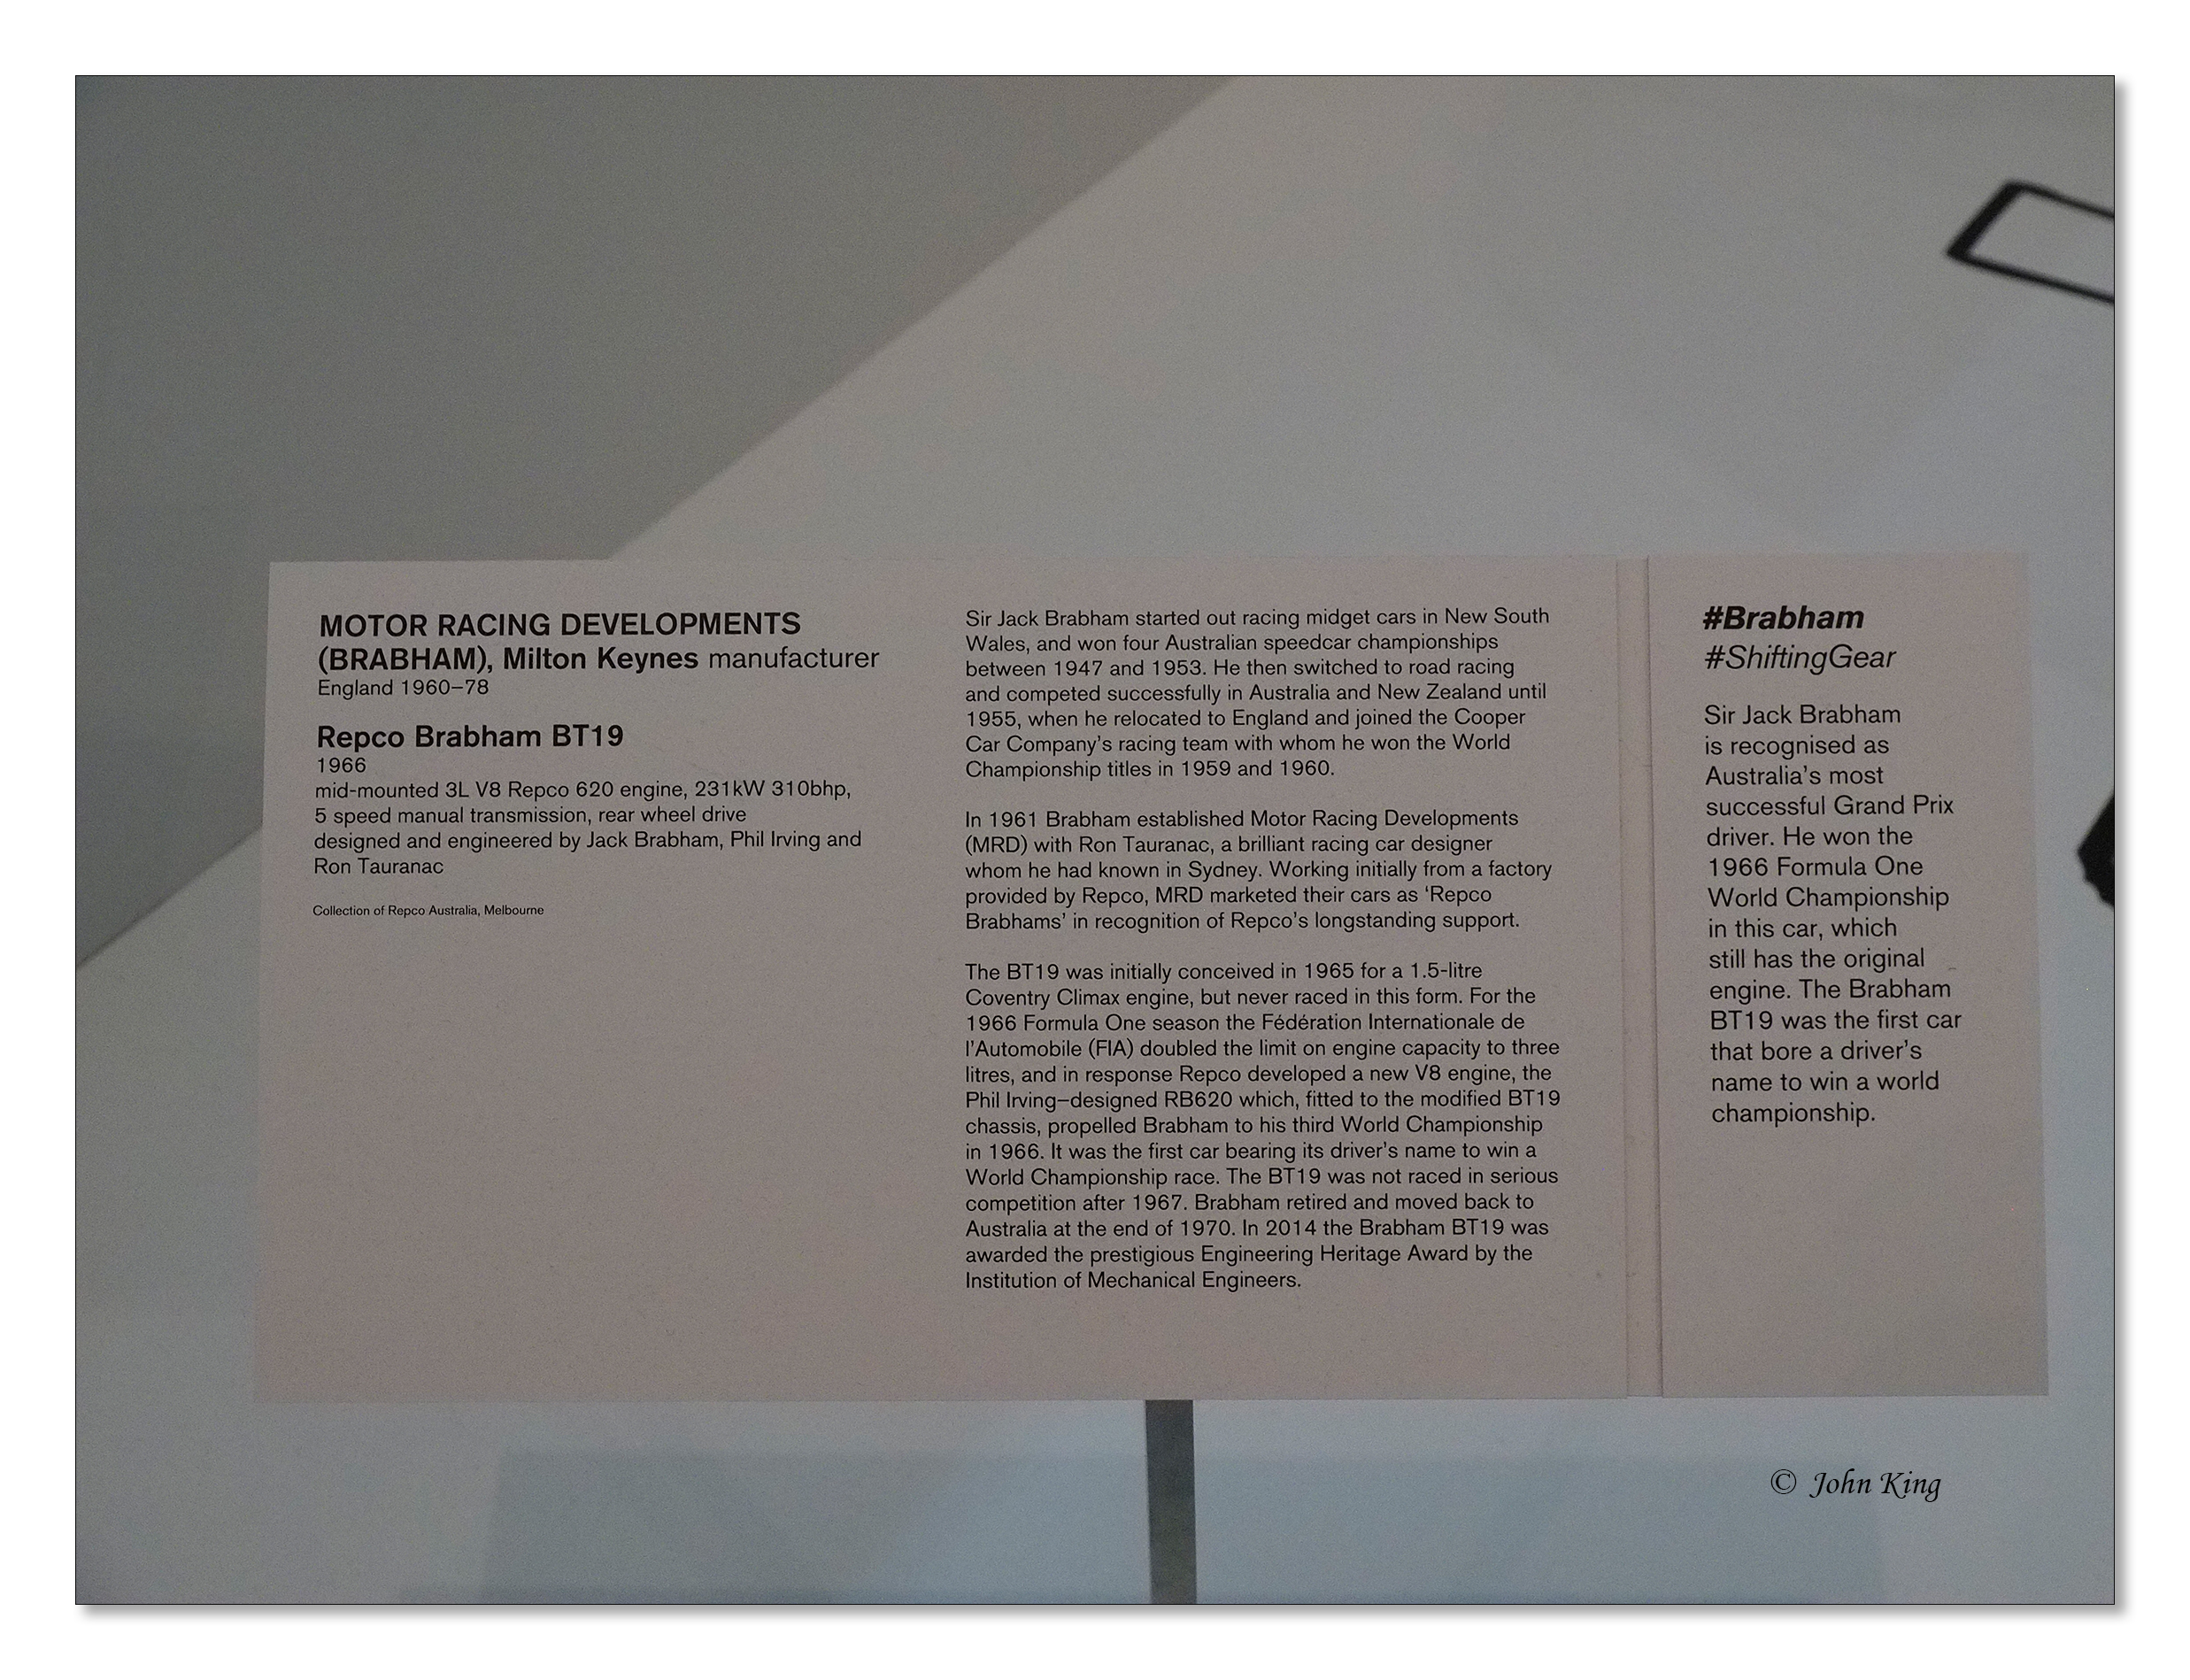 MOTOR RACING DEVELOPMENTS
(BRABHAM), Milton Keynes manufacturer
England 1960–78
Repco Brabham BT19
1966
mid-mounted 3L V8 Repco 620 engine, 231kW 310bhp,
5 speed manual transmission, rear wheel drive
designed and engineered by Jack Brabham, Phil Irving and
Ron Tauranac
Collection of Repco Australia, Melbourne
Sir Jack Brabham started out racing midget cars in New South
Wales, and won four Australian speedcar championships
between 1947 and 1953. He then switched to road racing
and competed successfully in Australia and New Zealand until
1955, when he relocated to England and joined the Cooper
Car Company's racing team with whom he won the World
Championship titles in 1959 and 1960.
In 1961 Brabham established Motor Racing Developments
(MRD) with Ron Tauranac, a brilliant racing car designer
whom he had known in Sydney. Working initially from a factory
provided by Repco, MRD marketed their cars as ‘Repco
Brabhams’ in recognition of Repco's longstanding support.
The BT19 was initially conceived in 1965 for a 1.5-litre
Coventry Climax engine, but never raced in this form. For the
1966 Formula One season the Fédération Internationale de
l'Automobile (FIA) doubled the limit on engine capacity to three
litres, and in response Repco developed a new V8 engine, the
Phil Irving–designed RB620 which, fitted to the modified BT19
chassis, propelled Brabham to his third World Championship
in 1966. It was the first car bearing its driver's name to win a
World Championship race. The BT19 was not raced in serious
competition after 1967. Brabham retired and moved back to
Australia at the end of 1970. In 2014 the Brabham BT19 was
awarded the prestigious Engineering Heritage Award by the
Institution of Mechanical Engineers.
#Brabham
#ShiftingGear
Sir Jack Brabham
is recognised as
Australia's most
successful Grand Prix
driver. He won the
1966 Formula One
World Championship
in this car, which
still has the original
engine. The Brabham
BT19 was the first car
that bore a driver's
name to win a world
championship.
© John King